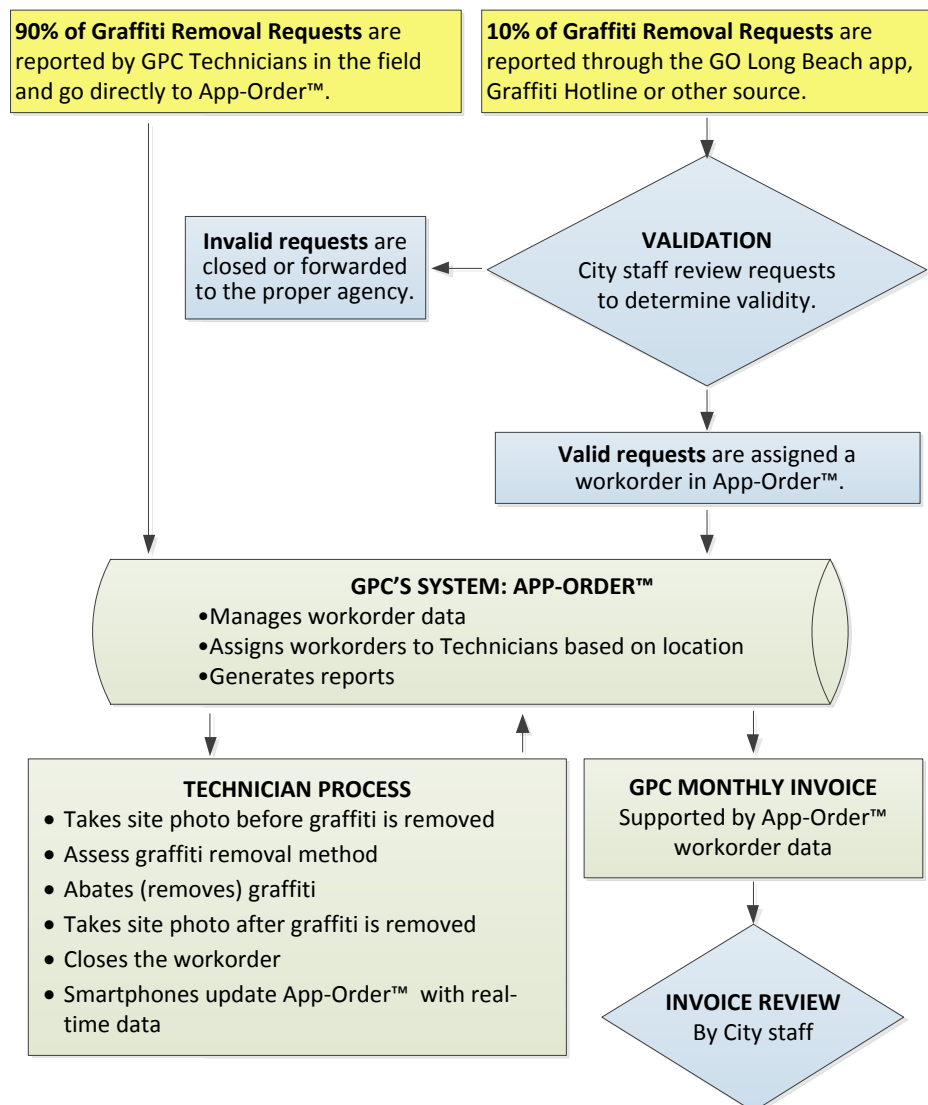 90% of Graffiti Removal Requests are
reported by GPC Technicians in the field
and go directly to App-Order™.
10% of Graffiti Removal Requests are
reported through the GO Long Beach app,
Graffiti Hotline or other source.
VALIDATION
City staff review requests
to determine validity.
Invalid requests are
closed or forwarded
to the proper agency.
Valid requests are assigned a
workorder in App-Order™.
GPC'S SYSTEM: APP-ORDER™
•Manages workorder data
•Assigns workorders to Technicians based on location
•Generates reports
TECHNICIAN PROCESS
• Takes site photo before graffiti is removed
• Assess graffiti removal method
• Abates (removes) graffiti
• Takes site photo after graffiti is removed
• Closes the workorder
• Smartphones update App-Order™ with real-
time data
GPC MONTHLY INVOICE
Supported by App-Order™
workorder data
INVOICE REVIEW
By City staff